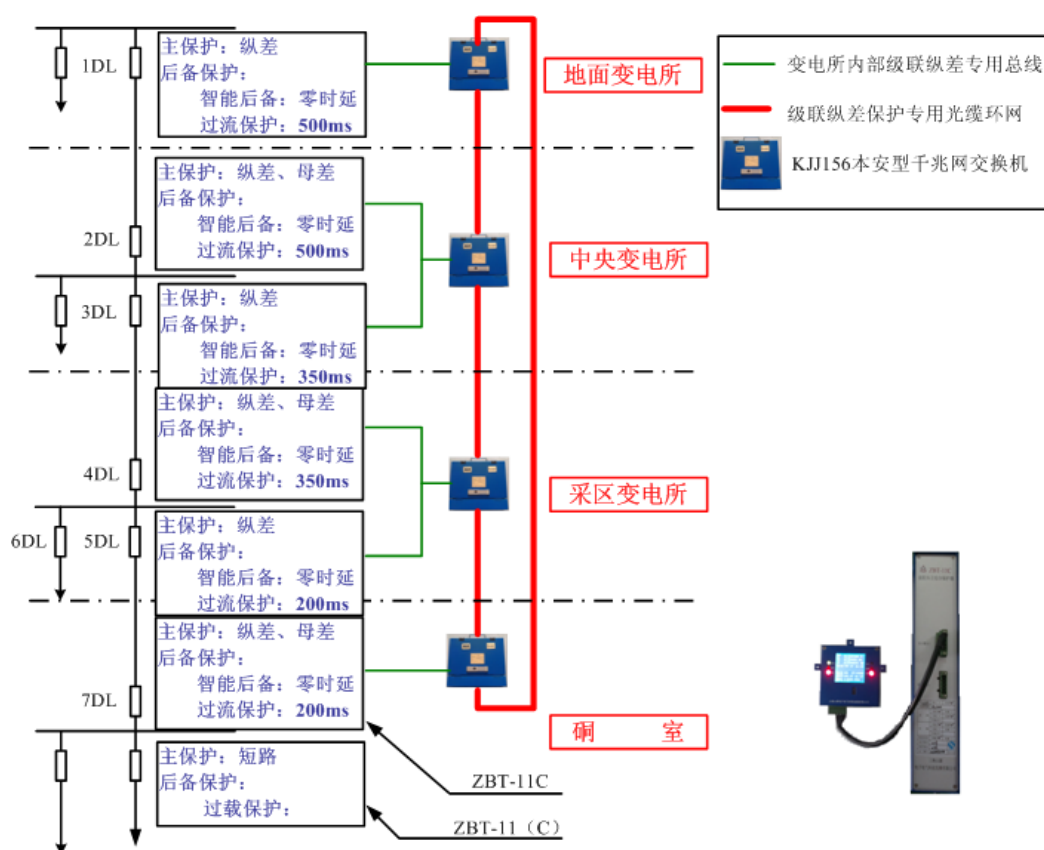 1DL
主保护：纵差
后备保护：
智能后备：零时延
过流保护：500ms
地面变电所
变电所内部级联纵差专用总线
级联纵差保护专用光缆环网
KJJ156本安型千兆网交换机
2DL
主保护：纵差、母差
后备保护：
智能后备：零时延
过流保护：500ms
中央变电所
3DL
主保护：纵差
后备保护：
智能后备：零时延
过流保护：350ms
4DL
主保护：纵差、母差
后备保护：
智能后备：零时延
过流保护：350ms
采区变电所
6DL
5DL
主保护：纵差
后备保护：
智能后备：零时延
过流保护：200ms
7DL
主保护：纵差、母差
后备保护：
智能后备：零时延
过流保护：200ms
硐 室
主保护：短路
后备保护：
过载保护：
ZBT-11C
ZBT-11（C）